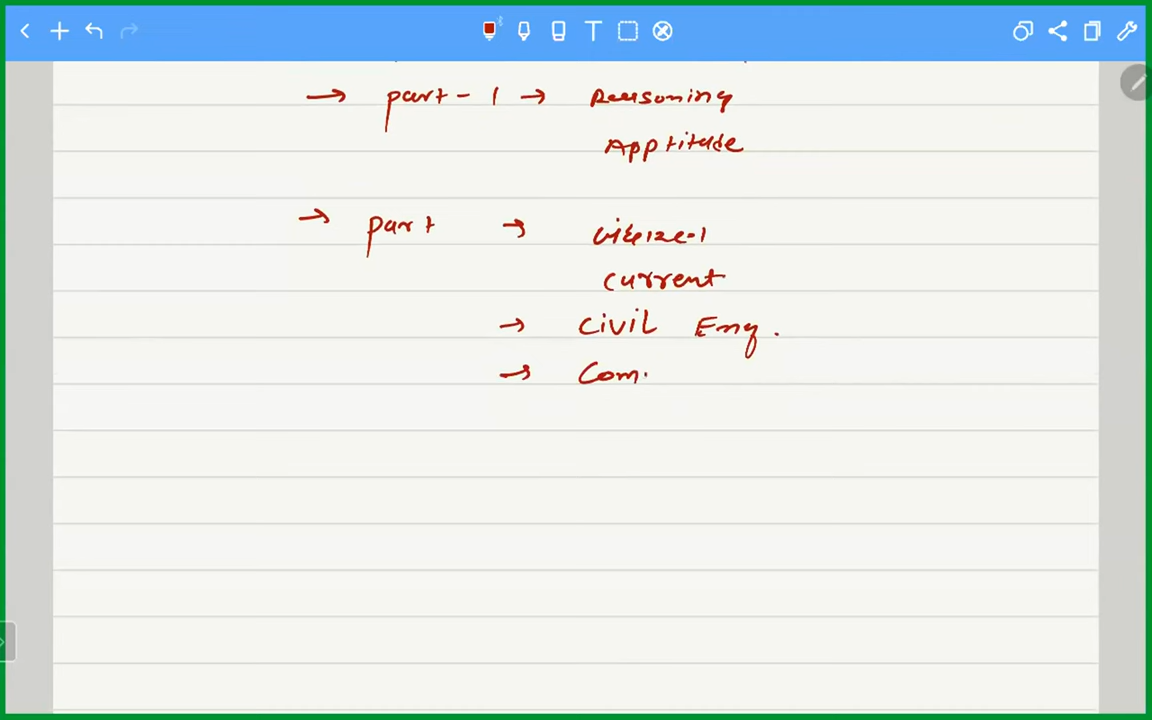 → part - 1 → Reasoning
Apptitude
→ part →
current
→ Civil Eng.
→ Com.